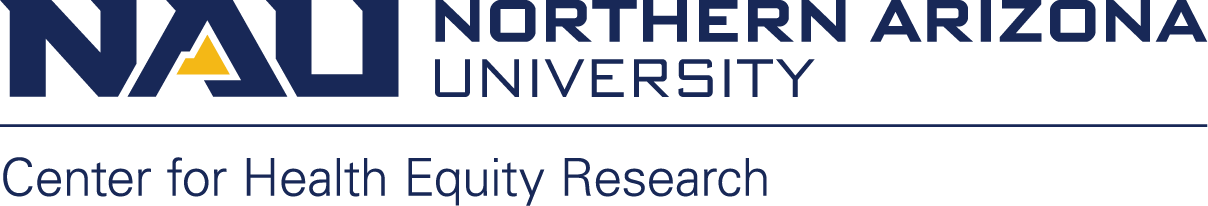 NAU
NORTHERN ARIZONA
UNIVERSITY
Center for Health Equity Research